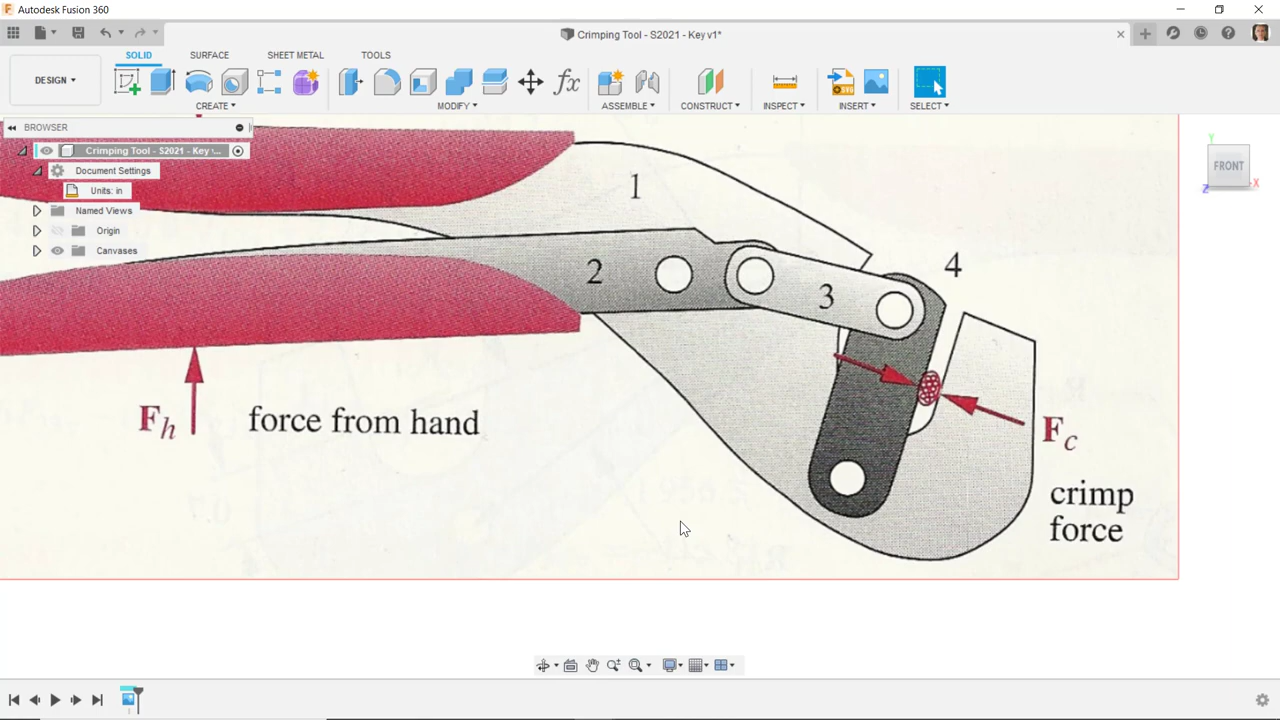 Autodesk Fusion 360
Crimping Tool - S2021 - Key v1*
SOLID SURFACE SHEET METAL TOOLS
DESIGN
CREATE MODIFY ASSEMBLE CONSTRUCT INSPECT INSERT SELECT
BROWSER
Crimping Tool - S2021 - Key v...
Document Settings
Units: in
Named Views
Origin
Canvases
FRONT
Y
Z
X
1
2
3
4
Fh
force from hand
Fc
crimp
force